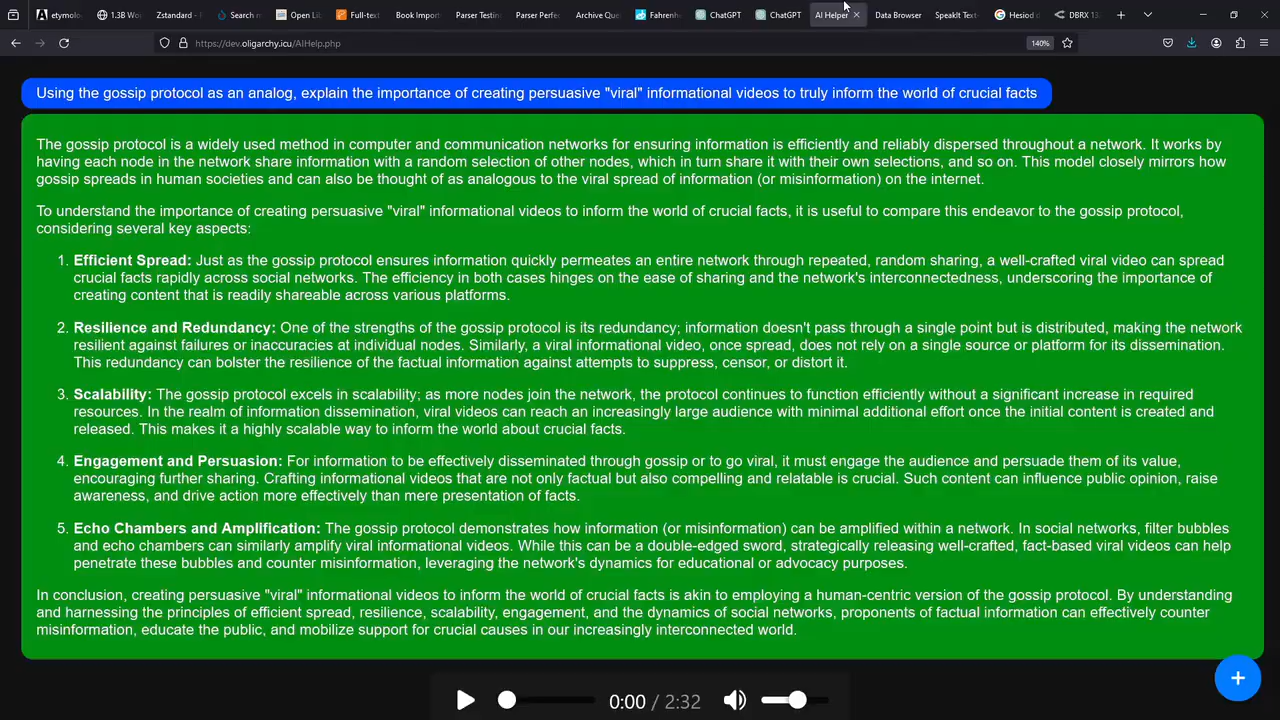 etymolo
1.3B Wo
Zstandard -
Search n
Open Lil
Full-text
Book Import
Parser Testin
Parser Perfe
Archive Que
Fahrenhe
ChatGPT
ChatGPT
AI Helper
Data Browser
SpeakIt Text
Hesiod d
DBRX 13
https://dev.oligarchy.icu/AIHelp.php
140%
Using the gossip protocol as an analog, explain the importance of creating persuasive "viral" informational videos to truly inform the world of crucial facts
The gossip protocol is a widely used method in computer and communication networks for ensuring information is efficiently and reliably dispersed throughout a network. It works by
having each node in the network share information with a random selection of other nodes, which in turn share it with their own selections, and so on. This model closely mirrors how
gossip spreads in human societies and can also be thought of as analogous to the viral spread of information (or misinformation) on the internet.
To understand the importance of creating persuasive "viral" informational videos to inform the world of crucial facts, it is useful to compare this endeavor to the gossip protocol,
considering several key aspects:
1. Efficient Spread: Just as the gossip protocol ensures information quickly permeates an entire network through repeated, random sharing, a well-crafted viral video can spread
crucial facts rapidly across social networks. The efficiency in both cases hinges on the ease of sharing and the network's interconnectedness, underscoring the importance of
creating content that is readily shareable across various platforms.
2. Resilience and Redundancy: One of the strengths of the gossip protocol is its redundancy; information doesn't pass through a single point but is distributed, making the network
resilient against failures or inaccuracies at individual nodes. Similarly, a viral informational video, once spread, does not rely on a single source or platform for its dissemination.
This redundancy can bolster the resilience of the factual information against attempts to suppress, censor, or distort it.
3. Scalability: The gossip protocol excels in scalability; as more nodes join the network, the protocol continues to function efficiently without a significant increase in required
resources. In the realm of information dissemination, viral videos can reach an increasingly large audience with minimal additional effort once the initial content is created and
released. This makes it a highly scalable way to inform the world about crucial facts.
4. Engagement and Persuasion: For information to be effectively disseminated through gossip or to go viral, it must engage the audience and persuade them of its value,
encouraging further sharing. Crafting informational videos that are not only factual but also compelling and relatable is crucial. Such content can influence public opinion, raise
awareness, and drive action more effectively than mere presentation of facts.
5. Echo Chambers and Amplification: The gossip protocol demonstrates how information (or misinformation) can be amplified within a network. In social networks, filter bubbles
and echo chambers can similarly amplify viral informational videos. While this can be a double-edged sword, strategically releasing well-crafted, fact-based viral videos can help
penetrate these bubbles and counter misinformation, leveraging the network's dynamics for educational or advocacy purposes.
In conclusion, creating persuasive "viral" informational videos to inform the world of crucial facts is akin to employing a human-centric version of the gossip protocol. By understanding
and harnessing the principles of efficient spread, resilience, scalability, engagement, and the dynamics of social networks, proponents of factual information can effectively counter
misinformation, educate the public, and mobilize support for crucial causes in our increasingly interconnected world.
0:00 / 2:32